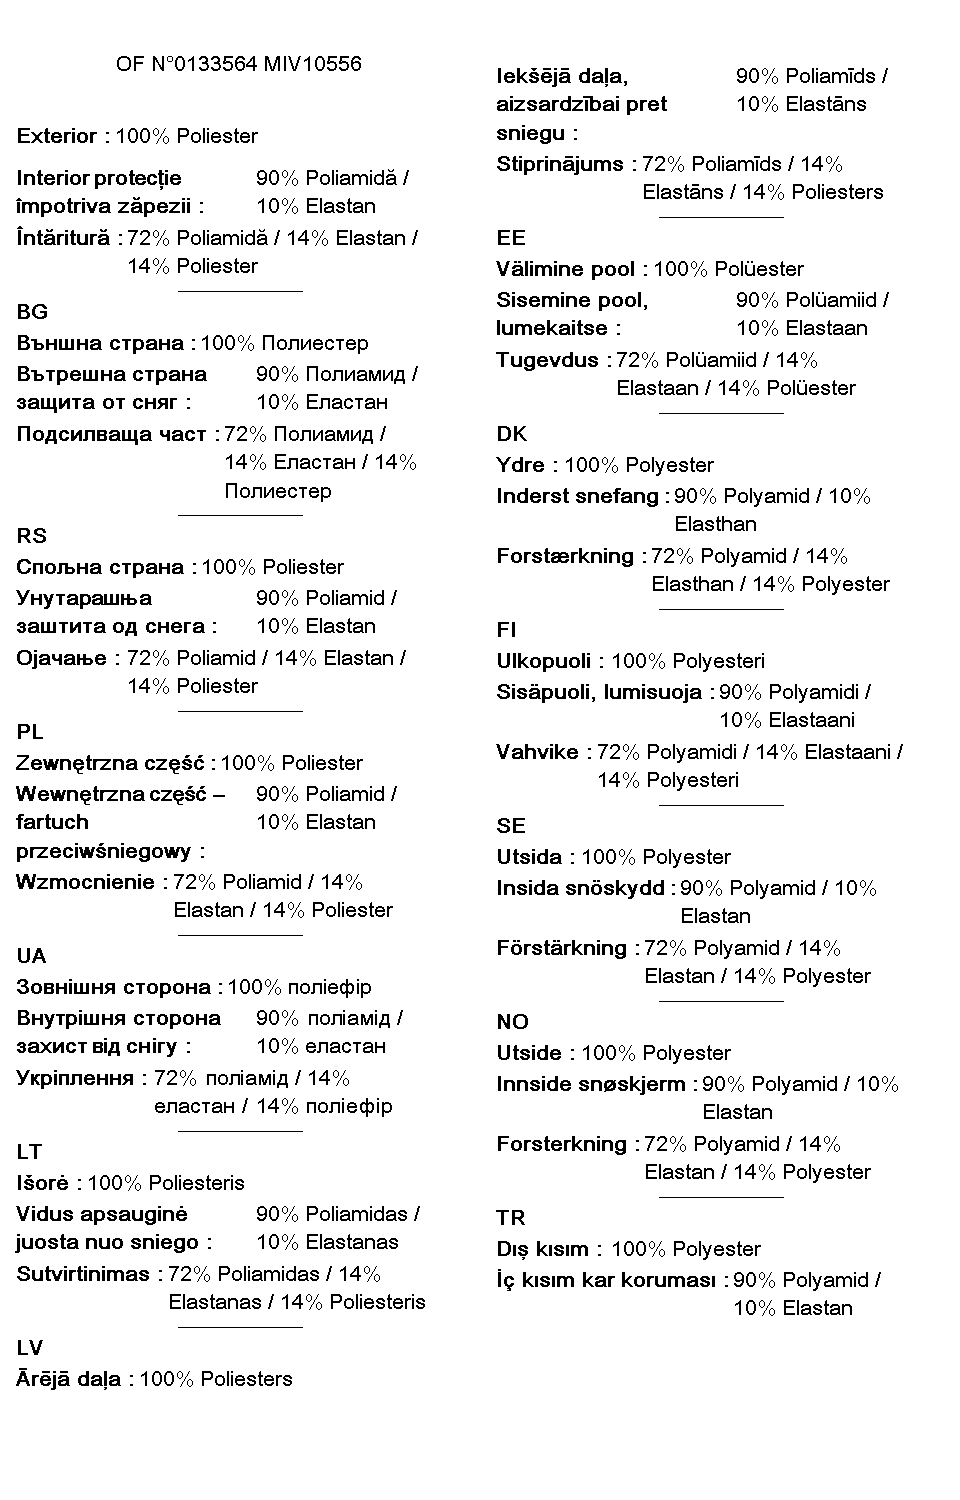 OF N°0133564 MIV10556
Exterior : 100% Poliester
Interior protecție 90% Poliamidă /
împotriva zăpezii : 10% Elastan
Întăritură : 72% Poliamidă / 14% Elastan /
14% Poliester
BG
Външна страна : 100% Полиестер
Вътрешна страна 90% Полиамид /
защита от сняг : 10% Еластан
Подсилваща част : 72% Полиамид /
14% Еластан / 14%
Полиестер
RS
Спољна страна : 100% Poliester
Унутарашња 90% Poliamid /
заштита од снега : 10% Elastan
Ојачање : 72% Poliamid / 14% Elastan /
14% Poliester
PL
Zewnętrzna część : 100% Poliester
Wewnętrzna część – 90% Poliamid /
fartuch 10% Elastan
przeciwśniegowy :
Wzmocnienie : 72% Poliamid / 14%
Elastan / 14% Poliester
UA
Зовнішня сторона : 100% поліефір
Внутрішня сторона 90% поліамід /
захист від снігу : 10% еластан
Укріплення : 72% поліамід / 14%
еластан / 14% поліефір
LT
Išorė : 100% Poliesteris
Vidus apsauginė 90% Poliamidas /
juosta nuo sniego : 10% Elastanas
Sutvirtinimas : 72% Poliamidas / 14%
Elastanas / 14% Poliesteris
LV
Ārējā daļa : 100% Poliesters
Iekšējā daļa, 90% Poliamīds /
aizsardzībai pret 10% Elastāns
sniegu :
Stiprinājums : 72% Poliamīds / 14%
Elastāns / 14% Poliesters
EE
Välimine pool : 100% Polüester
Sisemine pool, 90% Polüamiid /
lumekaitse : 10% Elastaan
Tugevdus : 72% Polüamiid / 14%
Elastaan / 14% Polüester
DK
Ydre : 100% Polyester
Inderst snefang : 90% Polyamid / 10%
Elasthan
Forstærkning : 72% Polyamid / 14%
Elasthan / 14% Polyester
FI
Ulkopuoli : 100% Polyesteri
Sisäpuoli, lumisuoja : 90% Polyamidi /
10% Elastaani
Vahvike : 72% Polyamidi / 14% Elastaani /
14% Polyesteri
SE
Utsida : 100% Polyester
Insida snöskydd : 90% Polyamid / 10%
Elastan
Förstärkning : 72% Polyamid / 14%
Elastan / 14% Polyester
NO
Utside : 100% Polyester
Innside snøskjerm : 90% Polyamid / 10%
Elastan
Forsterkning : 72% Polyamid / 14%
Elastan / 14% Polyester
TR
Dış kısım : 100% Polyester
İç kısım kar koruması : 90% Polyamid /
10% Elastan